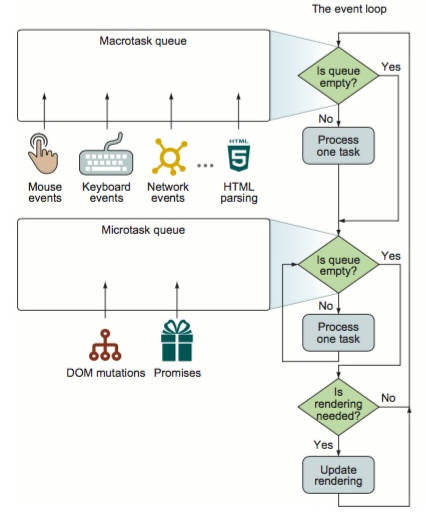 The event loop
Macrotask queue
Is queue
empty?
Yes
No
Process
one task
HTML
5
...
Mouse
events
Keyboard
events
Network
events
HTML
parsing
Microtask queue
Is queue
empty?
Yes
No
Process
one task
DOM mutations
Promises
Is
rendering
needed?
No
Yes
Update
rendering